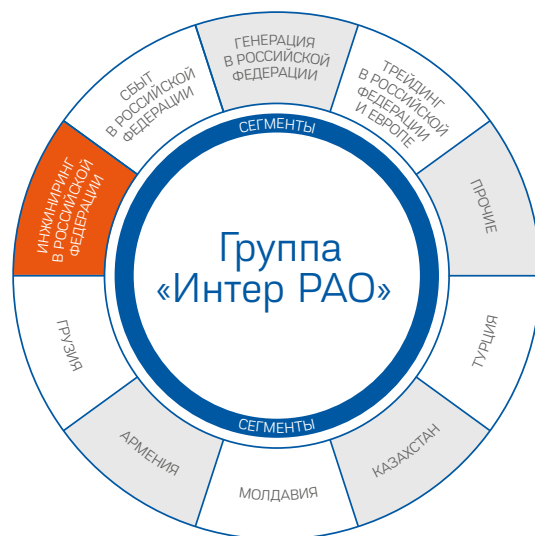 ГЕНЕРАЦИЯ
В РОССИЙСКОЙ
ФЕДЕРАЦИИ
ТРЕЙДИНГ
В РОССИЙСКОЙ
ФЕДЕРАЦИИ
И ЕВРОПЕ
ПРОЧИЕ
ТУРЦИЯ
КАЗАХСТАН
МОЛДАВИЯ
АРМЕНИЯ
ГРУЗИЯ
ИНЖИНИРИНГ
В РОССИЙСКОЙ
ФЕДЕРАЦИИ
СБЫТ
В РОССИЙСКОЙ
ФЕДЕРАЦИИ
СЕГМЕНТЫ
Группа
«Интер РАО»
СЕГМЕНТЫ